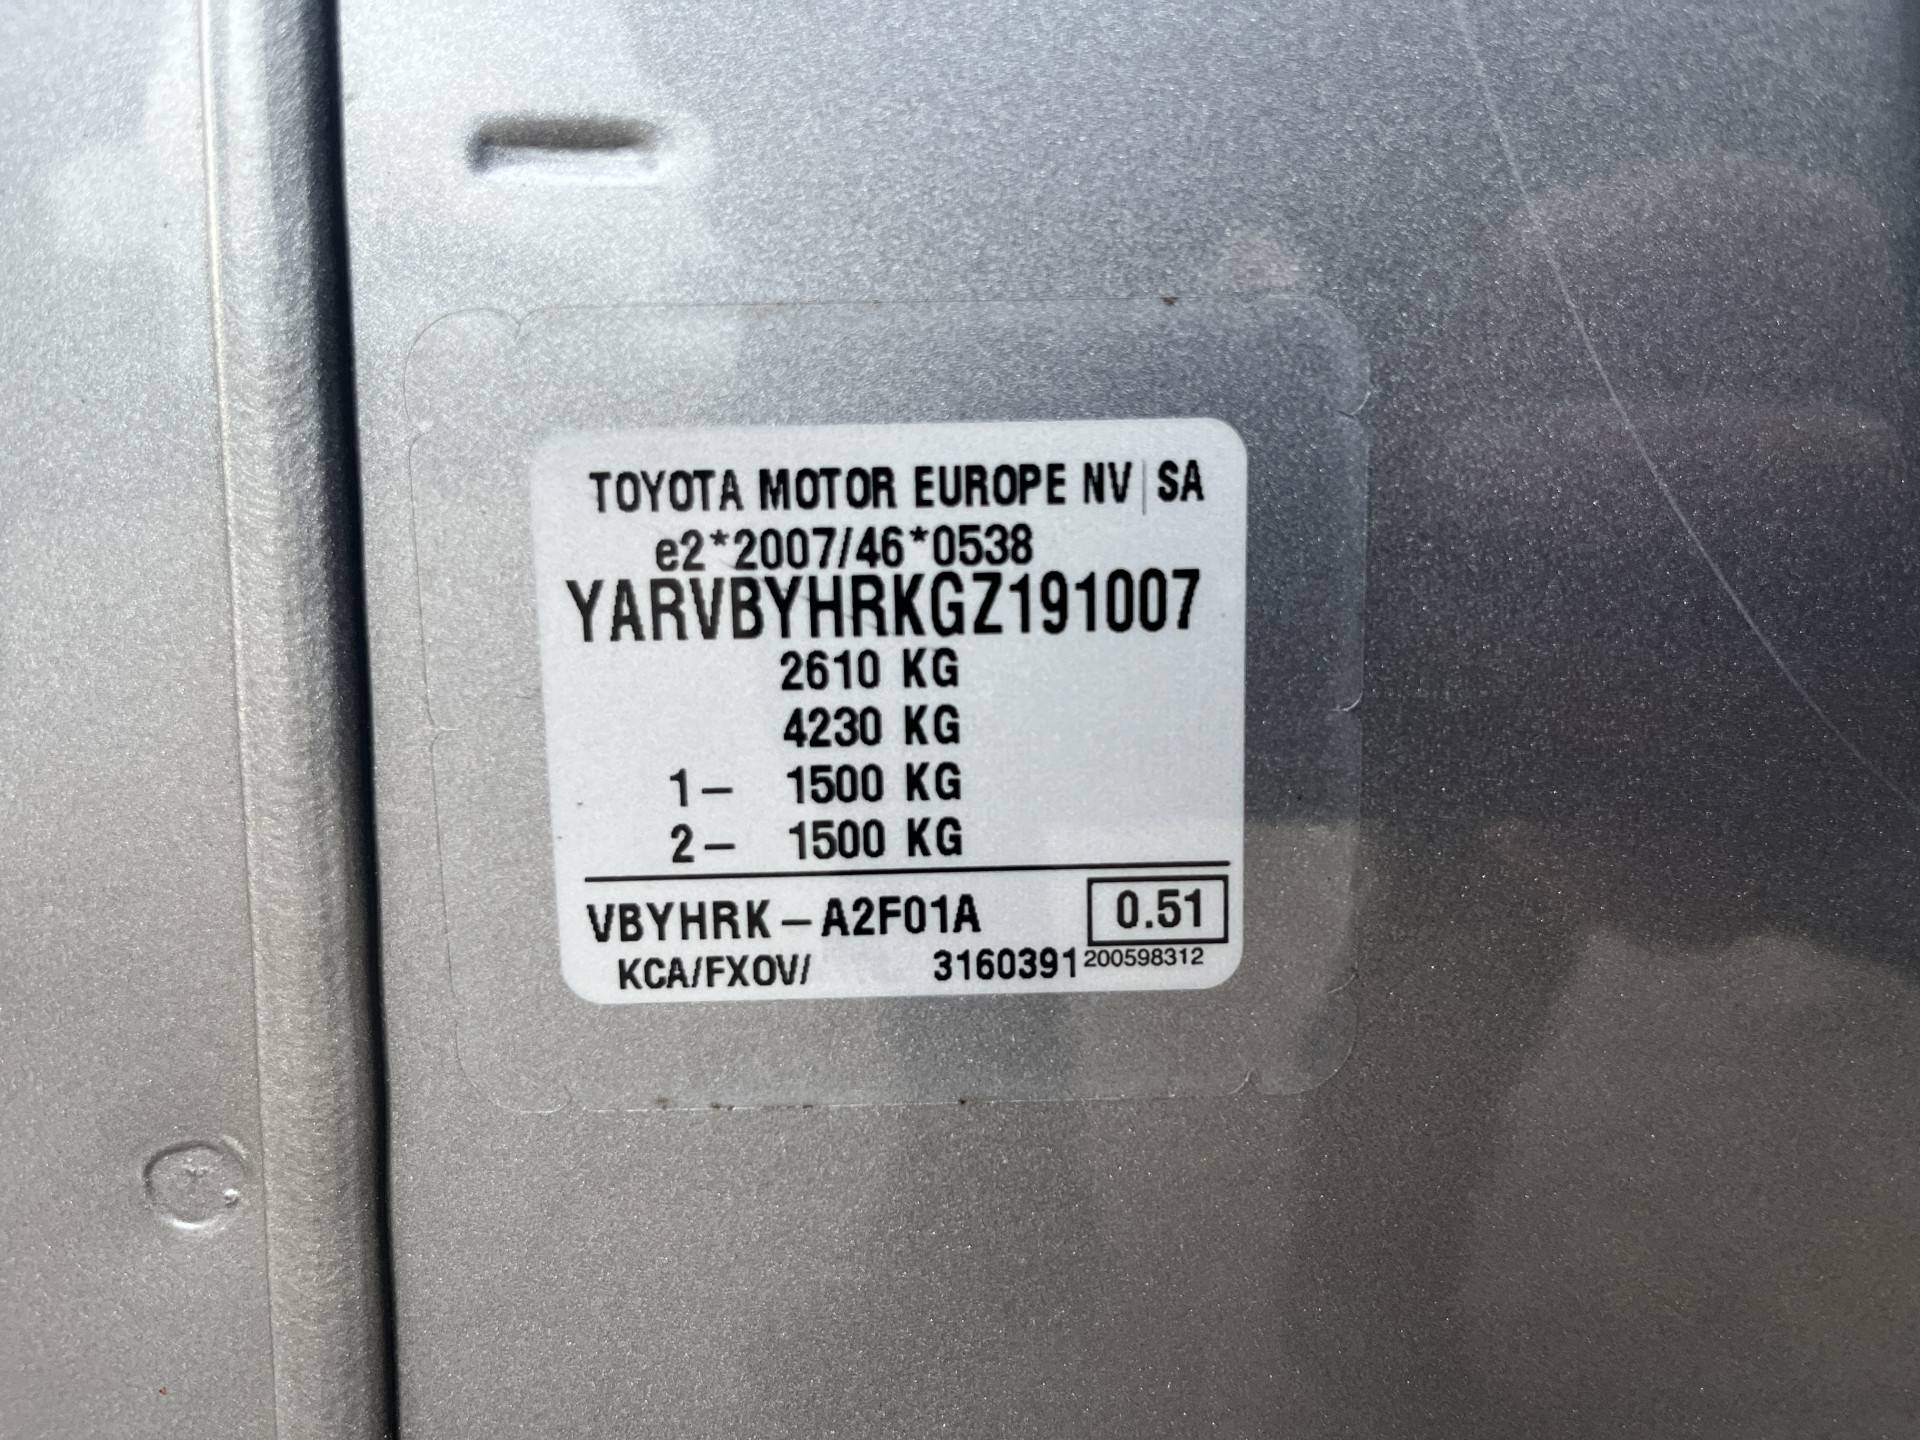 TOYOTA MOTOR EUROPE NV|SA
e2*2007/46*0538
YARVBYHRKGZ191007
2610 KG
4230 KG
1– 1500 KG
2– 1500 KG
VBYHRK–A2F01A 0.51
KCA/FXOV/ 3160391 200598312